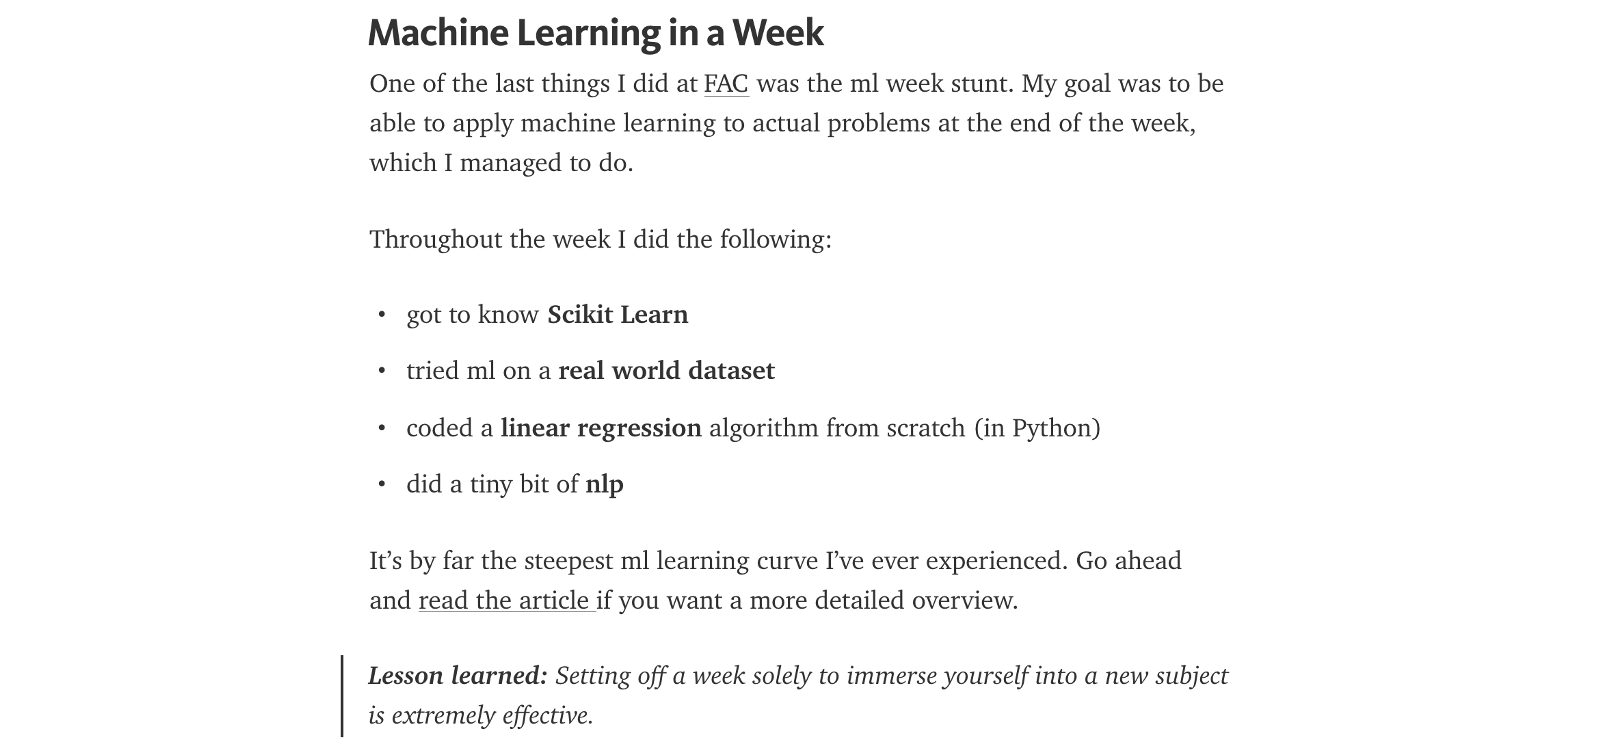 Machine Learning in a Week
One of the last things I did at FAC was the ml week stunt. My goal was to be
able to apply machine learning to actual problems at the end of the week,
which I managed to do.
Throughout the week I did the following:
• got to know Scikit Learn
• tried ml on a real world dataset
• coded a linear regression algorithm from scratch (in Python)
• did a tiny bit of nlp
It’s by far the steepest ml learning curve I’ve ever experienced. Go ahead
and read the article if you want a more detailed overview.
Lesson learned: Setting off a week solely to immerse yourself into a new subject
is extremely effective.